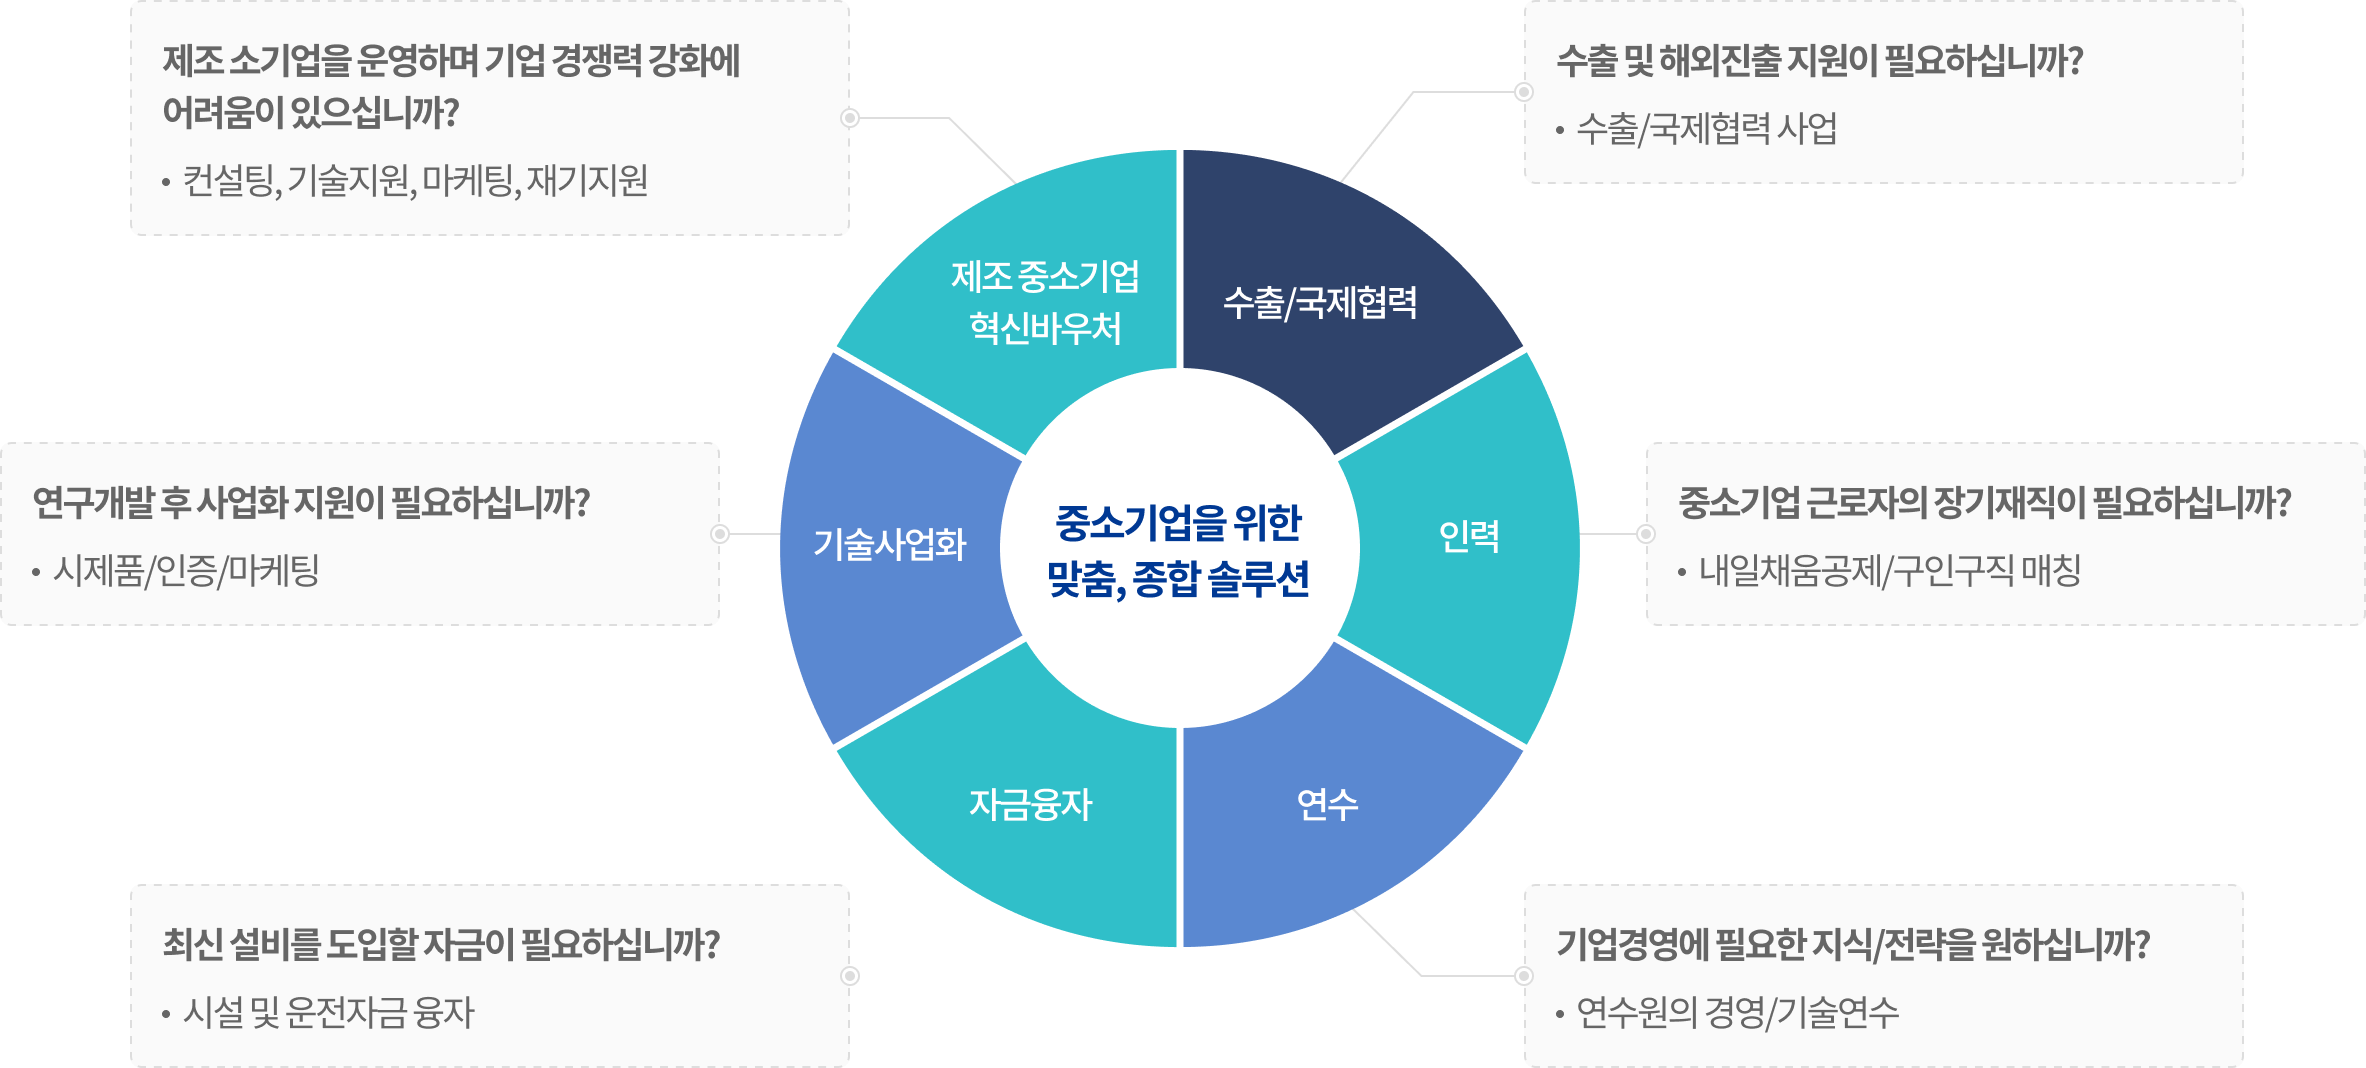 제조 소기업을 운영하며 기업 경쟁력 강화에
어려움이 있으십니까?
• 컨설팅, 기술지원, 마케팅, 재기지원
수출 및 해외진출 지원이 필요하십니까?
• 수출/국제협력 사업
제조 중소기업
혁신바우처
수출/국제협력
연구개발 후 사업화 지원이 필요하십니까?
• 시제품/인증/마케팅
기술사업화
중소기업을 위한
맞춤, 종합 솔루션
인력
중소기업 근로자의 장기재직이 필요하십니까?
• 내일채움공제/구인구직 매칭
자금융자
연수
최신 설비를 도입할 자금이 필요하십니까?
• 시설 및 운전자금 융자
기업경영에 필요한 지식/전략을 원하십니까?
• 연수원의 경영/기술연수